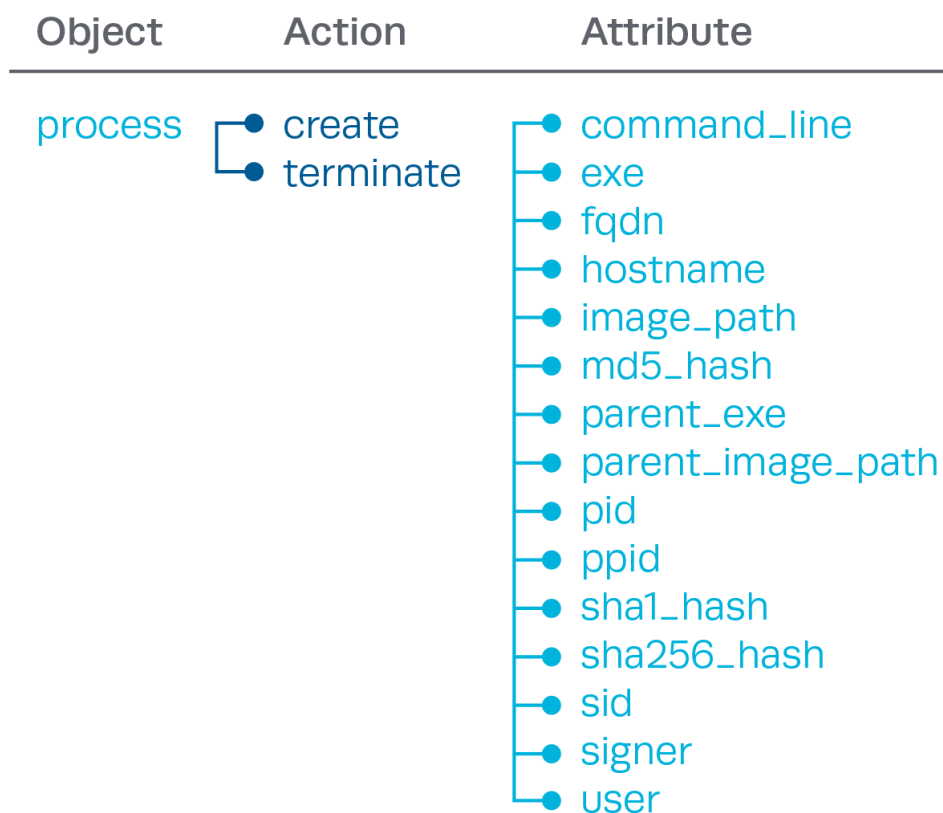 Object Action Attribute
process create command_line
terminate exe
fqdn
hostname
image_path
md5_hash
parent_exe
parent_image_path
pid
ppid
sha1_hash
sha256_hash
sid
signer
user